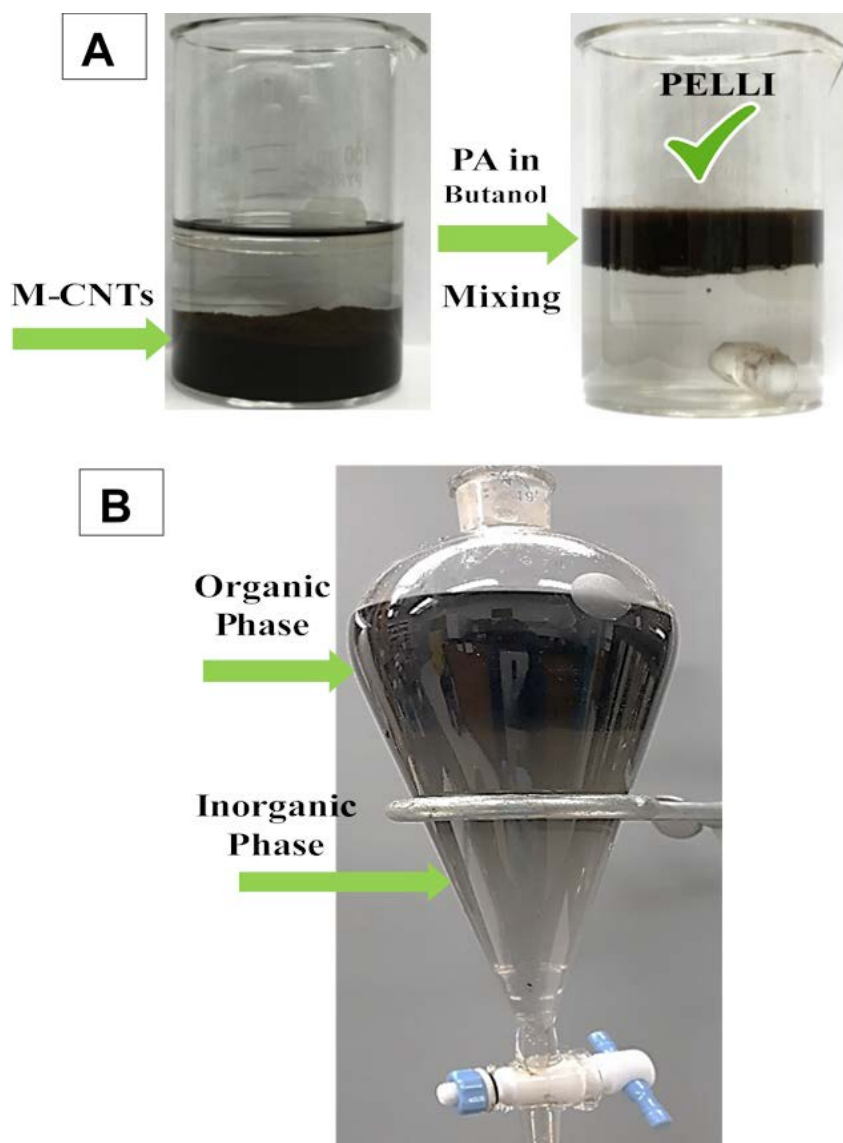 A
PELLI
PA in
Butanol
M-CNTs
Mixing
B
Organic
Phase
Inorganic
Phase